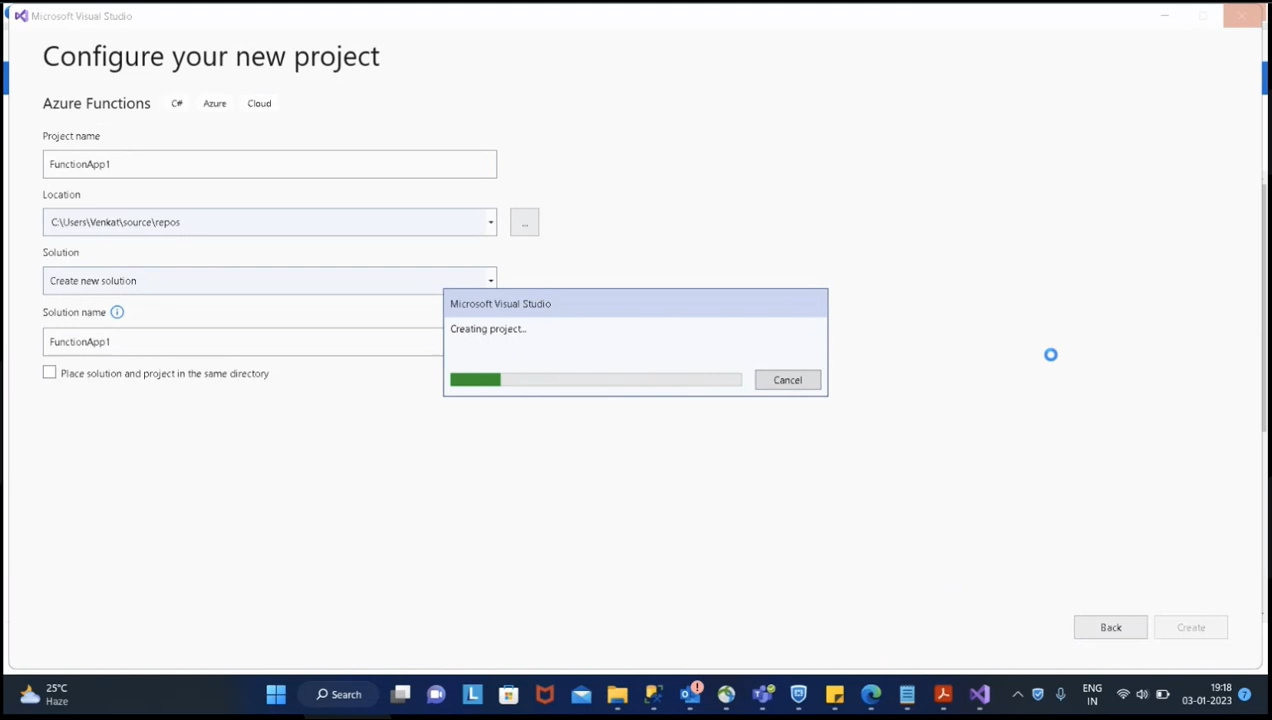 Microsoft Visual Studio
Configure your new project
Azure Functions C# Azure Cloud
Project name
FunctionApp1
Location
C:\Users\Venkat\source\repos
...
Solution
Create new solution
Solution name
FunctionApp1
Place solution and project in the same directory
Microsoft Visual Studio
Creating project...
Cancel
Back Create
25°C
Haze
Search
L
ENG
IN
19:18
03-01-2023
7